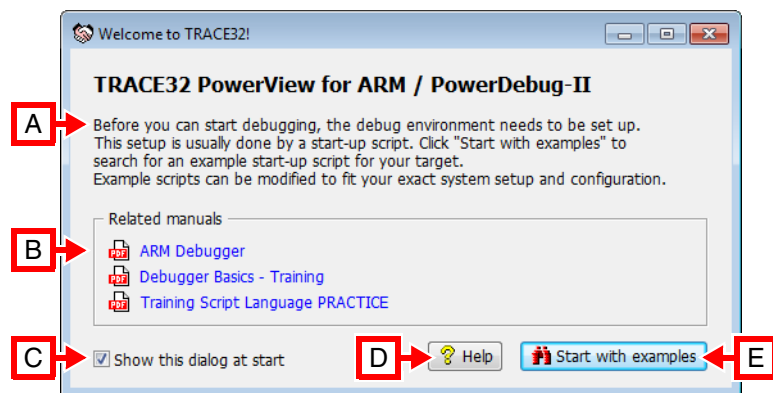 Welcome to TRACE32!
TRACE32 PowerView for ARM / PowerDebug-II
A
Before you can start debugging, the debug environment needs to be set up.
This setup is usually done by a start-up script. Click "Start with examples" to
search for an example start-up script for your target.
Example scripts can be modified to fit your exact system setup and configuration.
Related manuals
B
PDF ARM Debugger
PDF Debugger Basics - Training
PDF Training Script Language PRACTICE
C Show this dialog at start D ? Help Start with examples E